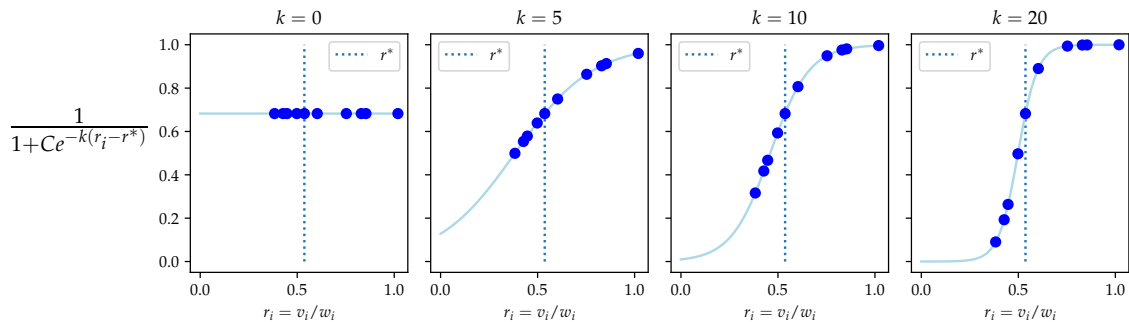 k = 0
k = 5
k = 10
k = 20
1
1+Ce^{-k(r_i-r*)}
1.0
0.8
0.6
0.4
0.2
0.0
r*
r*
r*
r*
0.0 0.5 1.0
0.0 0.5 1.0
0.0 0.5 1.0
0.0 0.5 1.0
r_i = v_i/w_i
r_i = v_i/w_i
r_i = v_i/w_i
r_i = v_i/w_i